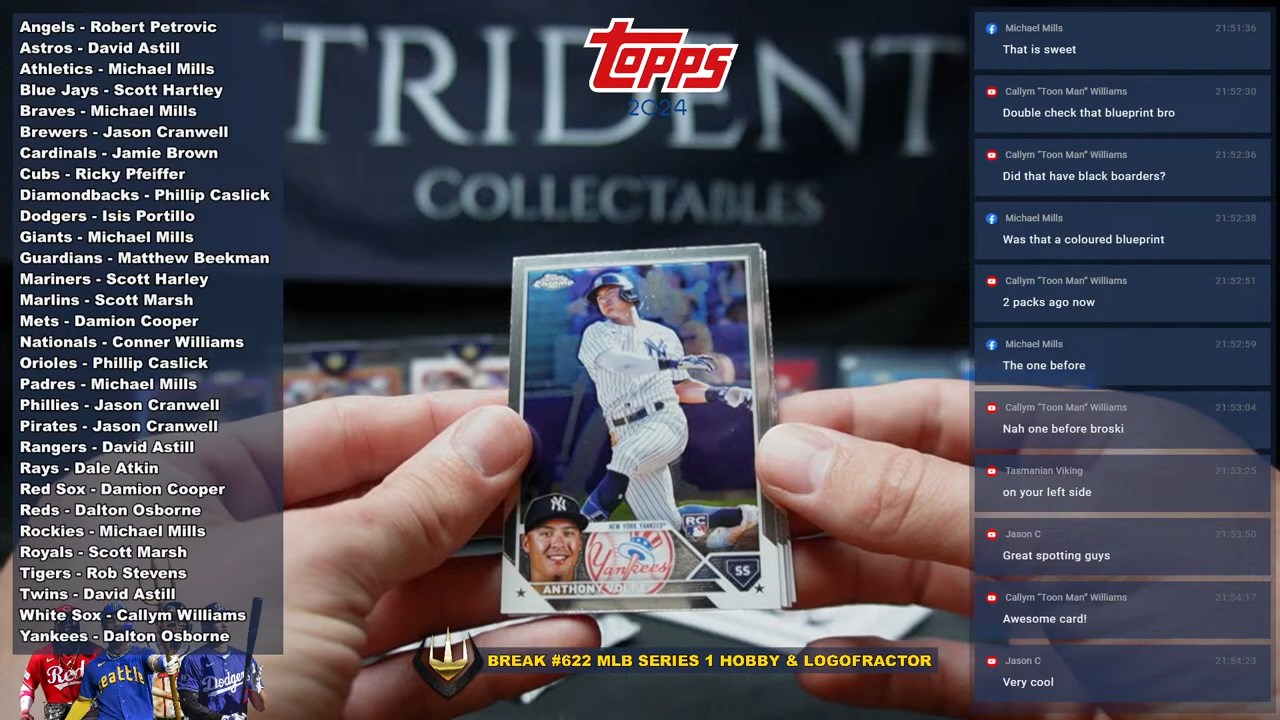 Angels - Robert Petrovic
Astros - David Astill
Athletics - Michael Mills
Blue Jays - Scott Hartley
Braves - Michael Mills
Brewers - Jason Cranwell
Cardinals - Jamie Brown
Cubs - Ricky Pfeiffer
Diamondbacks - Phillip Caslick
Dodgers - Isis Portillo
Giants - Michael Mills
Guardians - Matthew Beekman
Mariners - Scott Harley
Marlins - Scott Marsh
Mets - Damion Cooper
Nationals - Conner Williams
Orioles - Phillip Caslick
Padres - Michael Mills
Phillies - Jason Cranwell
Pirates - Jason Cranwell
Rangers - David Astill
Rays - Dale Atkin
Red Sox - Damion Cooper
Reds - Dalton Osborne
Rockies - Michael Mills
Royals - Scott Marsh
Tigers - Rob Stevens
Twins - David Astill
White Sox - Callym Williams
Yankees - Dalton Osborne
Reds
Seattle
Dodgers
TRIDENT
COLLECTABLES
topps
2024
Topps
Chrome
NEW YORK YANKEES
RC
Yankees
SS
ANTHONY VOLPE
BREAK #622 MLB SERIES 1 HOBBY & LOGOFRACTOR
Michael Mills 21:51:36
That is sweet
Callym "Toon Man" Williams 21:52:30
Double check that blueprint bro
Callym "Toon Man" Williams 21:52:36
Did that have black boarders?
Michael Mills 21:52:38
Was that a coloured blueprint
Callym "Toon Man" Williams 21:52:51
2 packs ago now
Michael Mills 21:52:59
The one before
Callym "Toon Man" Williams 21:53:04
Nah one before broski
Tasmanian Viking 21:53:25
on your left side
Jason C 21:53:50
Great spotting guys
Callym "Toon Man" Williams 21:54:17
Awesome card!
Jason C 21:54:23
Very cool